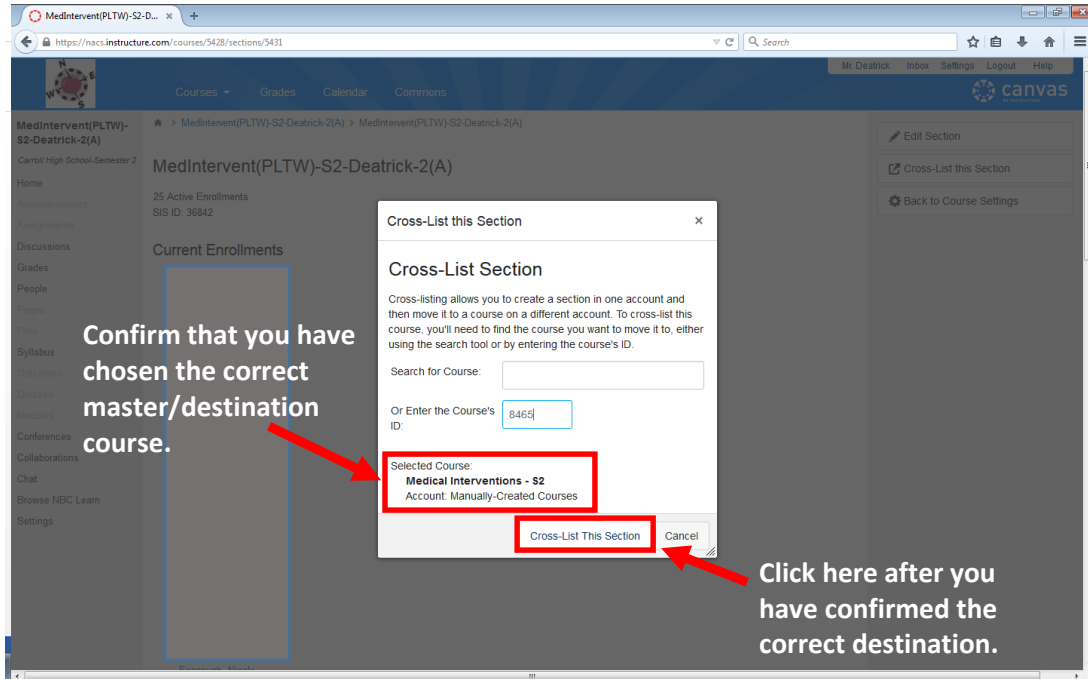 MedIntervent(PLTW)-S2-D... × +
https://nacs.instructure.com/courses/5428/sections/5431
Search
Mr. Deatrick Inbox Settings Logout Help
N
W E
S
Courses Grades Calendar Commons
canvas
MedIntervent(PLTW)-
S2-Deatrick-2(A)
Carroll High School-Semester 2
Home
Announcements
Assignments
Discussions
Grades
People
Pages
Files
Syllabus
Outcomes
Quizzes
Modules
Conferences
Collaborations
Chat
Browse NBC Learn
Settings
> MedIntervent(PLTW)-S2-Deatrick-2(A) > MedIntervent(PLTW)-S2-Deatrick-2(A)
MedIntervent(PLTW)-S2-Deatrick-2(A)
25 Active Enrollments
SIS ID: 36842
Current Enrollments
Edit Section
Cross-List this Section
Back to Course Settings
Cross-List this Section ×
Cross-List Section
Cross-listing allows you to create a section in one account and
then move it to a course on a different account. To cross-list this
course, you'll need to find the course you want to move it to, either
using the search tool or by entering the course's ID.
Search for Course:
Or Enter the Course's
ID:
8465
Selected Course:
Medical Interventions - S2
Account: Manually-Created Courses
Cross-List This Section Cancel
Confirm that you have
chosen the correct
master/destination
course.
Click here after you
have confirmed the
correct destination.